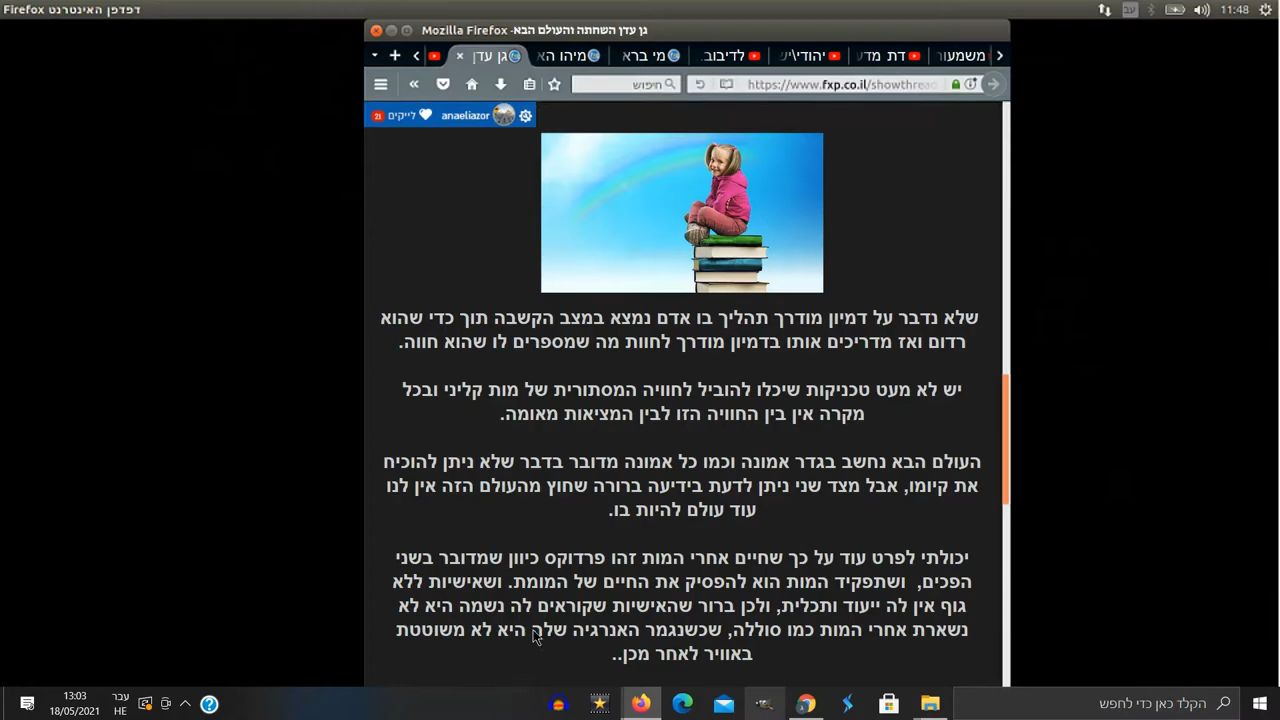 דפדפן האינטרנט Firefox
עב
11:48
גן עדן השחתה והעולם הבא- Mozilla Firefox
גן עדן
מיהו הא
מי ברא
לדיבוב.
יהודי\יש
דת מדע
משמעור
חיפוש
https://www.fxp.co.il/showthread
לייקים 21
anaeliazor
שלא נדבר על דמיון מודרך תהליך בו אדם נמצא במצב הקשבה תוך כדי שהוא
רדום ואז מדריכים אותו בדמיון מודרך לחוות מה שמספרים לו שהוא חווה.
יש לא מעט טכניקות שיכלו להוביל לחוויה המסתורית של מות קליני ובכל
מקרה אין בין החוויה הזו לבין המציאות מאומה.
העולם הבא נחשב בגדר אמונה וכמו כל אמונה מדובר בדבר שלא ניתן להוכיח
את קיומו, אבל מצד שני ניתן לדעת בידיעה ברורה שחוץ מהעולם הזה אין לנו
עוד עולם להיות בו.
יכולתי לפרט עוד על כך שחיים אחרי המות זהו פרדוקס כיוון שמדובר בשני
הפכים, ושתפקיד המות הוא להפסיק את החיים של המומת. ושאישיות ללא
גוף אין לה ייעוד ותכלית, ולכן ברור שהאישיות שקוראים לה נשמה היא לא
נשארת אחרי המות כמו סוללה, שכשנגמר האנרגיה שלה היא לא משוטטת
באוויר לאחר מכן..
13:03
18/05/2021
עבר
HE
הקלד כאן כדי לחפש